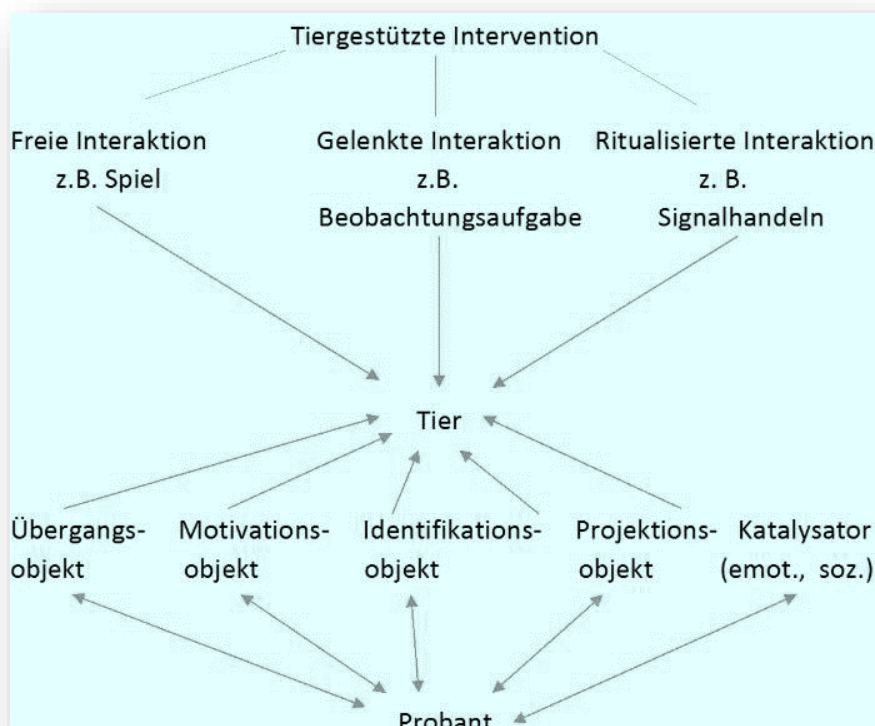 Tiergestützte Intervention
Freie Interaktion
z.B. Spiel
Gelenkte Interaktion
z.B.
Beobachtungsaufgabe
Ritualisierte Interaktion
z. B.
Signalhandeln
Tier
Übergangs-
objekt
Motivations-
objekt
Identifikations-
objekt
Projektions-
objekt
Katalysator
(emot., soz.)
Probant